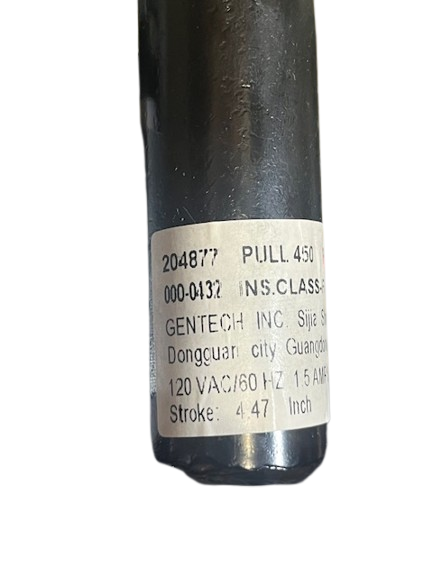 204877 PULL 450
000-0432 INS.CLASS-F
GENTECH INC. Sijia
Dongguan city Guangdon
120 VAC/60 HZ 1.5 AMP
Stroke: 4.47 Inch